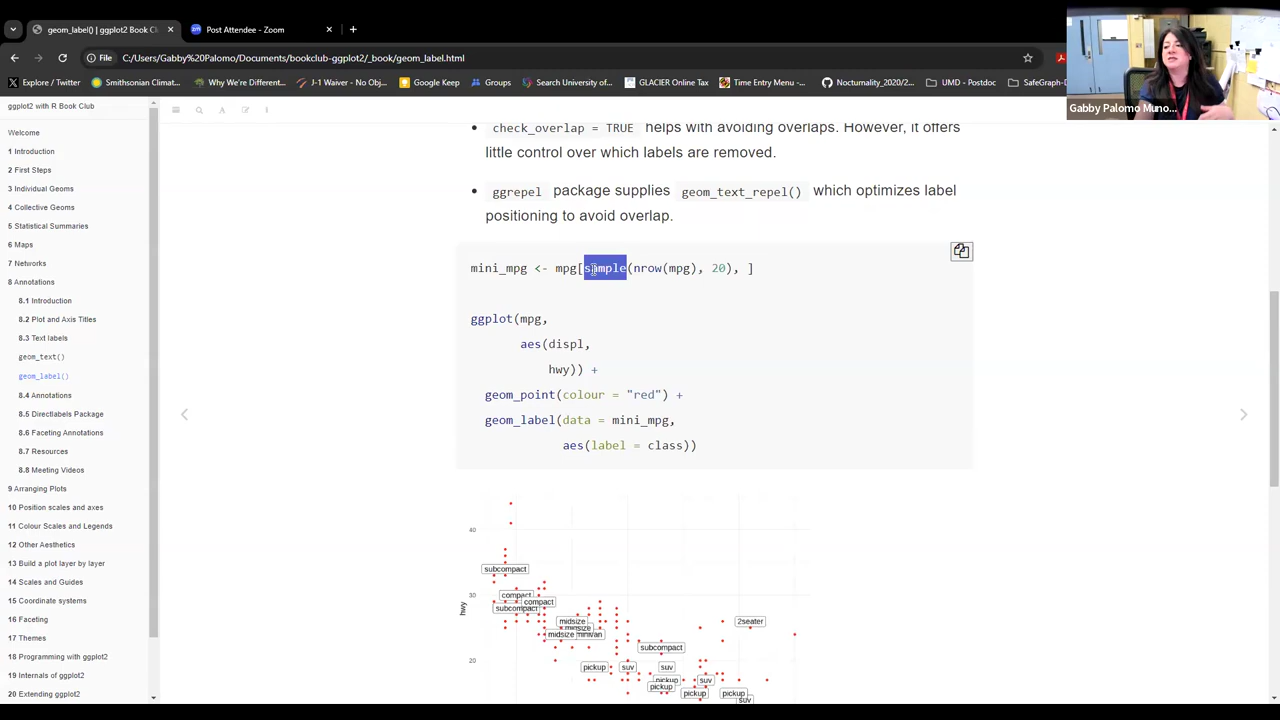 geom_label() | ggplot2 Book Cl
Post Attendee - Zoom
File
C:/Users/Gabby%20Palomo/Documents/bookclub-ggplot2/_book/geom_label.html
Explore / Twitter
Smithsonian Climat...
Why We're Different...
J-1 Waiver - No Obj...
Google Keep
Search University of...
GLACIER Online Tax
Time Entry Menu -...
Nocturnality_2020/2...
UMD - Postdoc
SafeGraph-D
Gabby Palomo Muno...
ggplot2 with R Book Club
Welcome
1 Introduction
2 First Steps
3 Individual Geoms
4 Collective Geoms
5 Statistical Summaries
6 Maps
7 Networks
8 Annotations
8.1 Introduction
8.2 Plot and Axis Titles
8.3 Text labels
geom_text()
geom_label()
8.4 Annotations
8.5 Directlabels Package
8.6 Faceting Annotations
8.7 Resources
8.8 Meeting Videos
9 Arranging Plots
10 Position scales and axes
11 Colour Scales and Legends
12 Other Aesthetics
13 Build a plot layer by layer
14 Scales and Guides
15 Coordinate systems
16 Faceting
17 Themes
18 Programming with ggplot2
19 Internals of ggplot2
20 Extending ggplot2
• check_overlap = TRUE helps with avoiding overlaps. However, it offers
little control over which labels are removed.
• ggrepel package supplies geom_text_repel() which optimizes label
positioning to avoid overlap.
mini_mpg <- mpg[sample(nrow(mpg), 20), ]
ggplot(mpg,
aes(displ,
hwy)) +
geom_point(colour = "red") +
geom_label(data = mini_mpg,
aes(label = class))
40
30
20
hwy
subcompact
compact
compact
subcompact
midsize
midsize
midsize
minivan
2seater
subcompact
pickup
suv
suv
pickup
suv
pickup
pickup
pickup
suv